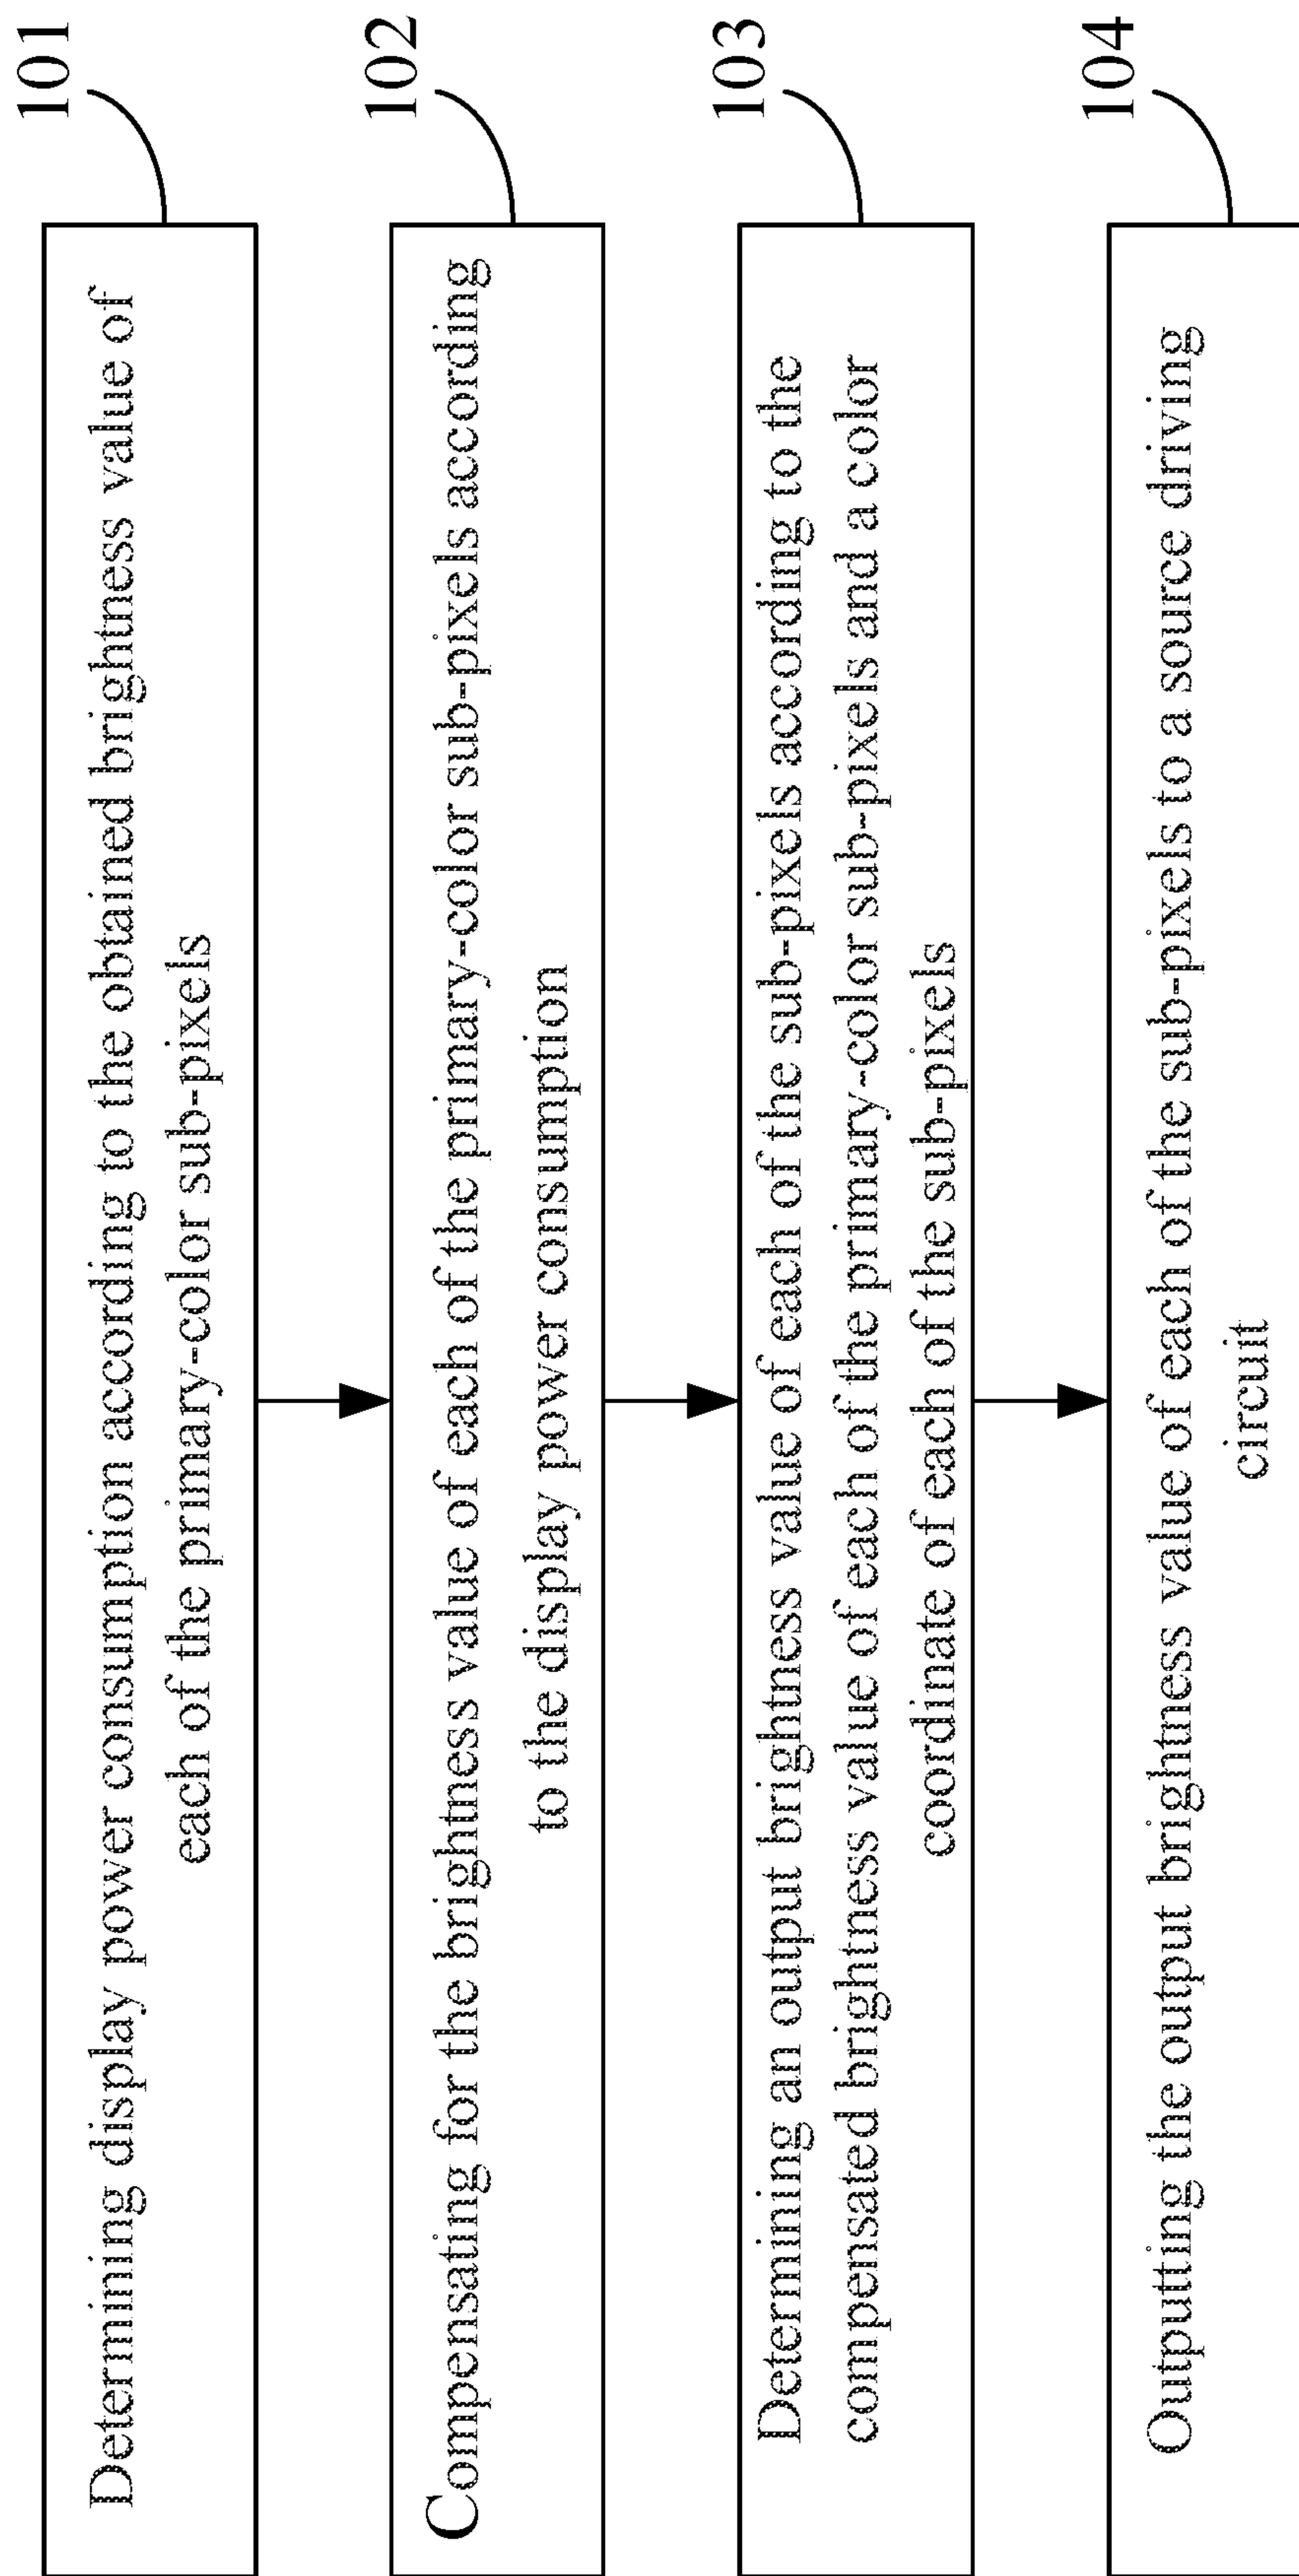 101
Determining display power consumption according to the obtained brightness value of
each of the primary-color sub-pixels
102
Compensating for the brightness value of each of the primary-color sub-pixels according
to the display power consumption
103
Determining an output brightness value of each of the sub-pixels according to the
compensated brightness value of each of the primary-color sub-pixels and a color
coordinate of each of the sub-pixels
104
Outputting the output brightness value of each of the sub-pixels to a source driving
circuit